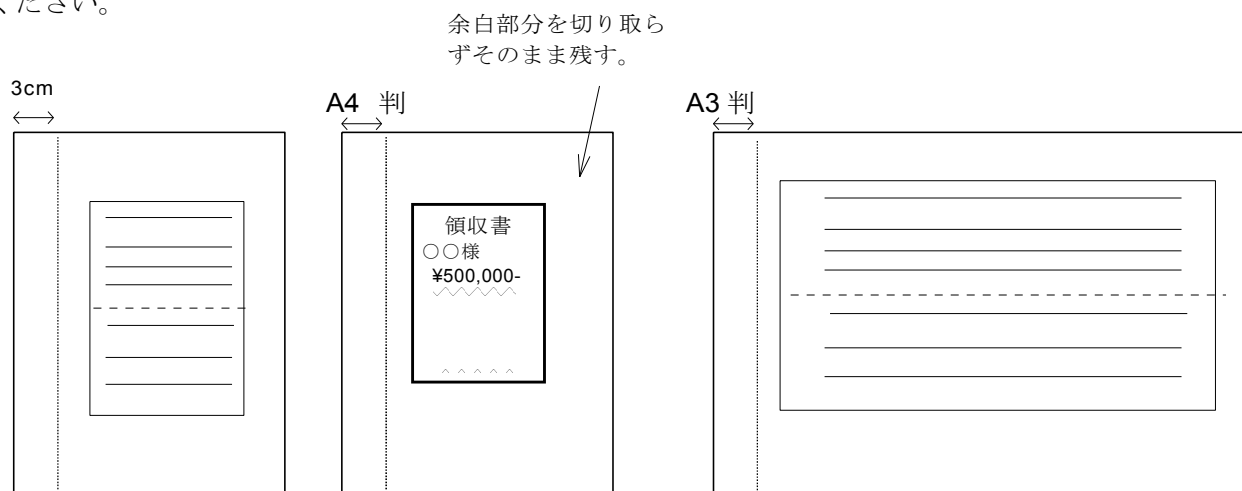 ください。
余白部分を切り取ら
ずそのまま残す。
3cm
A4 判
A3 判
領収書
○○様
¥500,000-